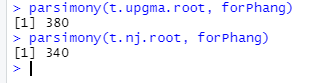 > parsimony(t.upgma.root, forPhang)
[1] 380
> parsimony(t.nj.root, forPhang)
[1] 340
>